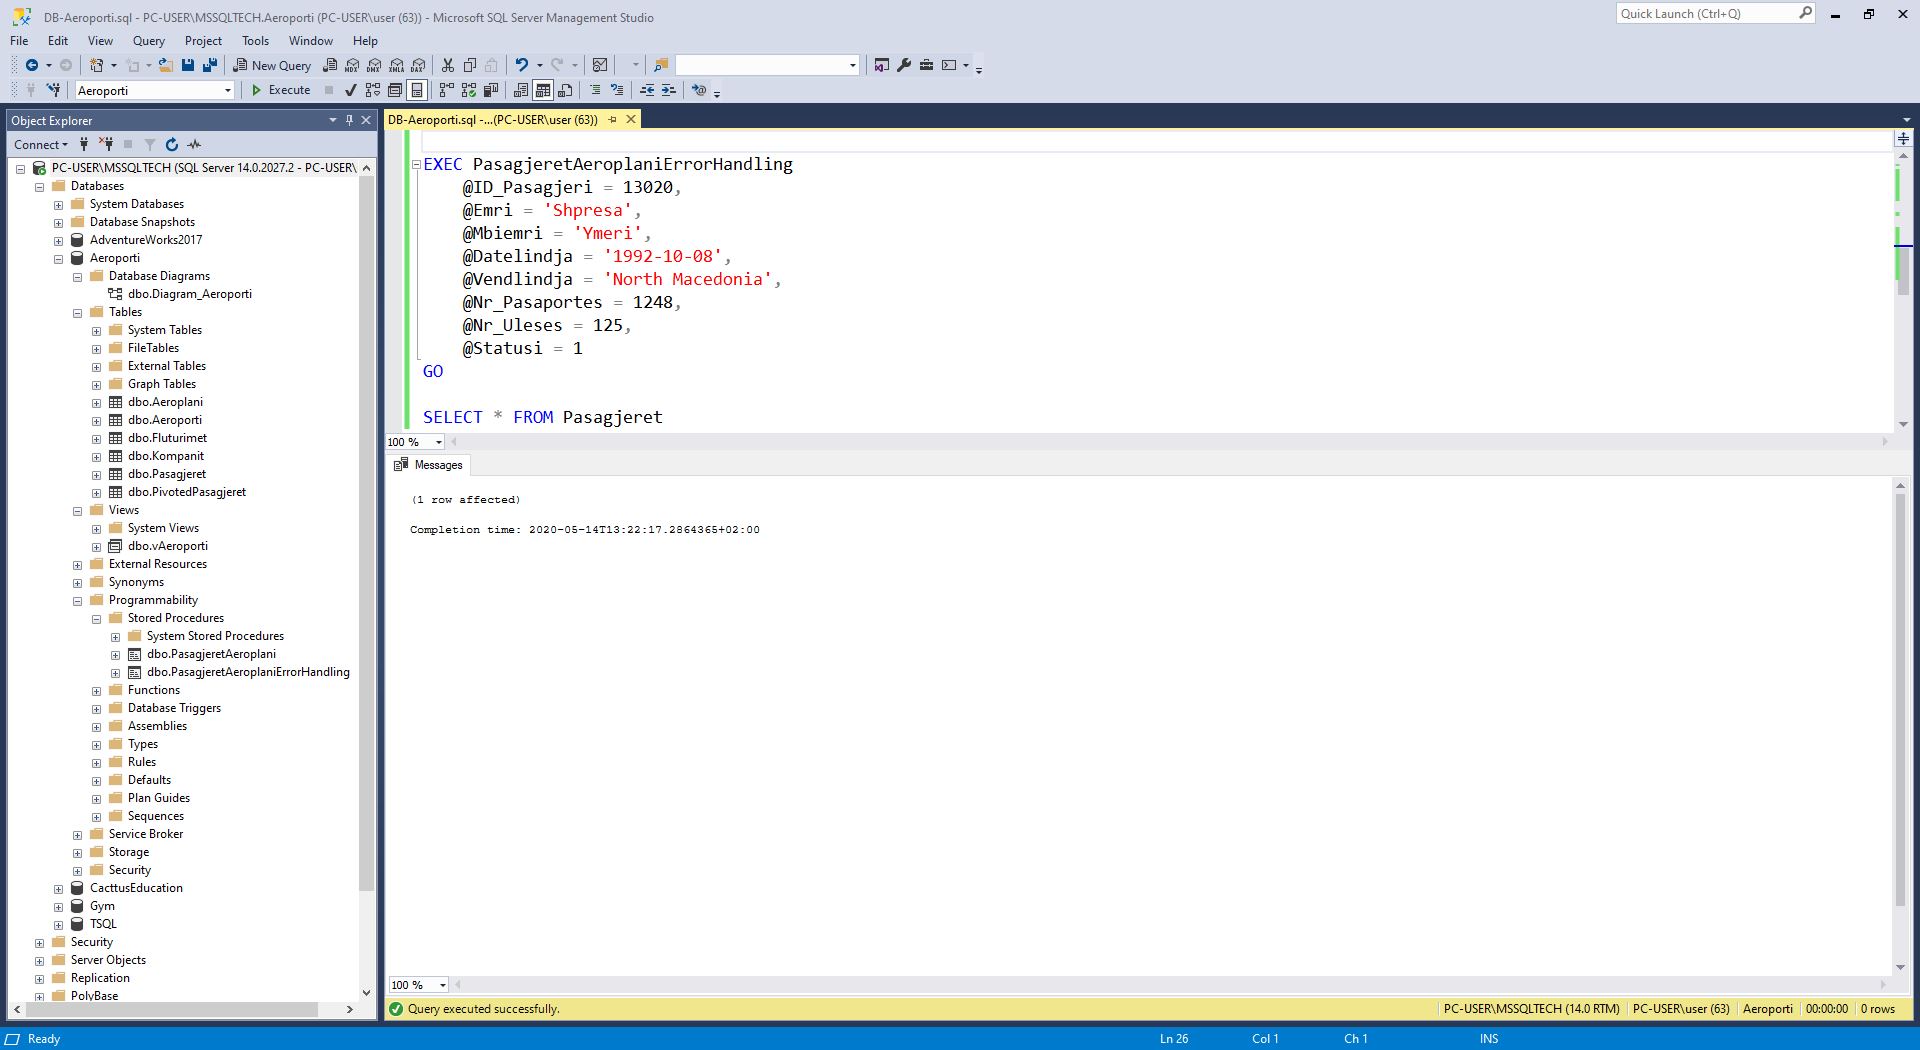 DB-Aeroporti.sql - PC-USER\MSSQLTECH.Aeroporti (PC-USER\user (63)) - Microsoft SQL Server Management Studio
Quick Launch (Ctrl+Q)
File Edit View Query Project Tools Window Help
New Query
MDX DMX XMLA DAX
Aeroporti
Execute
Object Explorer
Connect
PC-USER\MSSQLTECH (SQL Server 14.0.2027.2 - PC-USER\
Databases
System Databases
Database Snapshots
AdventureWorks2017
Aeroporti
Database Diagrams
dbo.Diagram_Aeroporti
Tables
System Tables
FileTables
External Tables
Graph Tables
dbo.Aeroplani
dbo.Aeroporti
dbo.Fluturimet
dbo.Kompanit
dbo.Pasagjeret
dbo.PivotedPasagjeret
Views
System Views
dbo.vAeroporti
External Resources
Synonyms
Programmability
Stored Procedures
System Stored Procedures
dbo.PasagjeretAeroplani
dbo.PasagjeretAeroplaniErrorHandling
Functions
Database Triggers
Assemblies
Types
Rules
Defaults
Plan Guides
Sequences
Service Broker
Storage
Security
CacttusEducation
Gym
TSQL
Security
Server Objects
Replication
PolyBase
DB-Aeroporti.sql -...(PC-USER\user (63))
EXEC PasagjeretAeroplaniErrorHandling
@ID_Pasagjeri = 13020,
@Emri = 'Shpresa',
@Mbiemri = 'Ymeri',
@Datelindja = '1992-10-08',
@Vendlindja = 'North Macedonia',
@Nr_Pasaportes = 1248,
@Nr_Uleses = 125,
@Statusi = 1
GO
SELECT * FROM Pasagjeret
100 %
Messages
(1 row affected)
Completion time: 2020-05-14T13:22:17.2864365+02:00
100 %
Query executed successfully.
PC-USER\MSSQLTECH (14.0 RTM) PC-USER\user (63) Aeroporti 00:00:00 0 rows
Ready
Ln 26 Col 1 Ch 1 INS